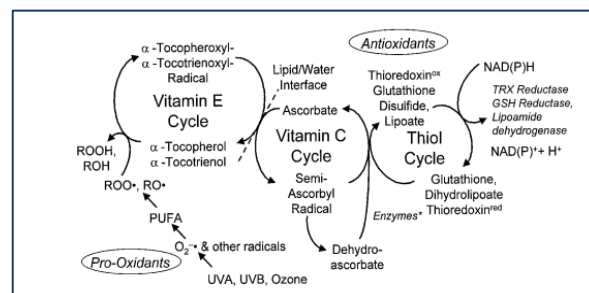 Antioxidants
α-Tocopheroxyl-
α-Tocotrienoxyl-
Radical
Lipid/Water
Interface
Thioredoxinᵒˣ
Glutathione
Disulfide,
Lipoate
NAD(P)H
TRX Reductase
GSH Reductase,
Lipoamide
dehydrogenase
NAD(P)⁺+ H⁺
Vitamin E
Cycle
Ascorbate
Vitamin C
Cycle
Thiol
Cycle
ROOH,
ROH
α-Tocopherol
α-Tocotrienol
Semi-
Ascorbyl
Radical
Glutathione,
Dihydrolipoate
Thioredoxinʳᵉᵈ
ROO•, RO•
Enzymes*
PUFA
Dehydro-
ascorbate
O₂⁻• & other radicals
Pro-Oxidants
UVA, UVB, Ozone